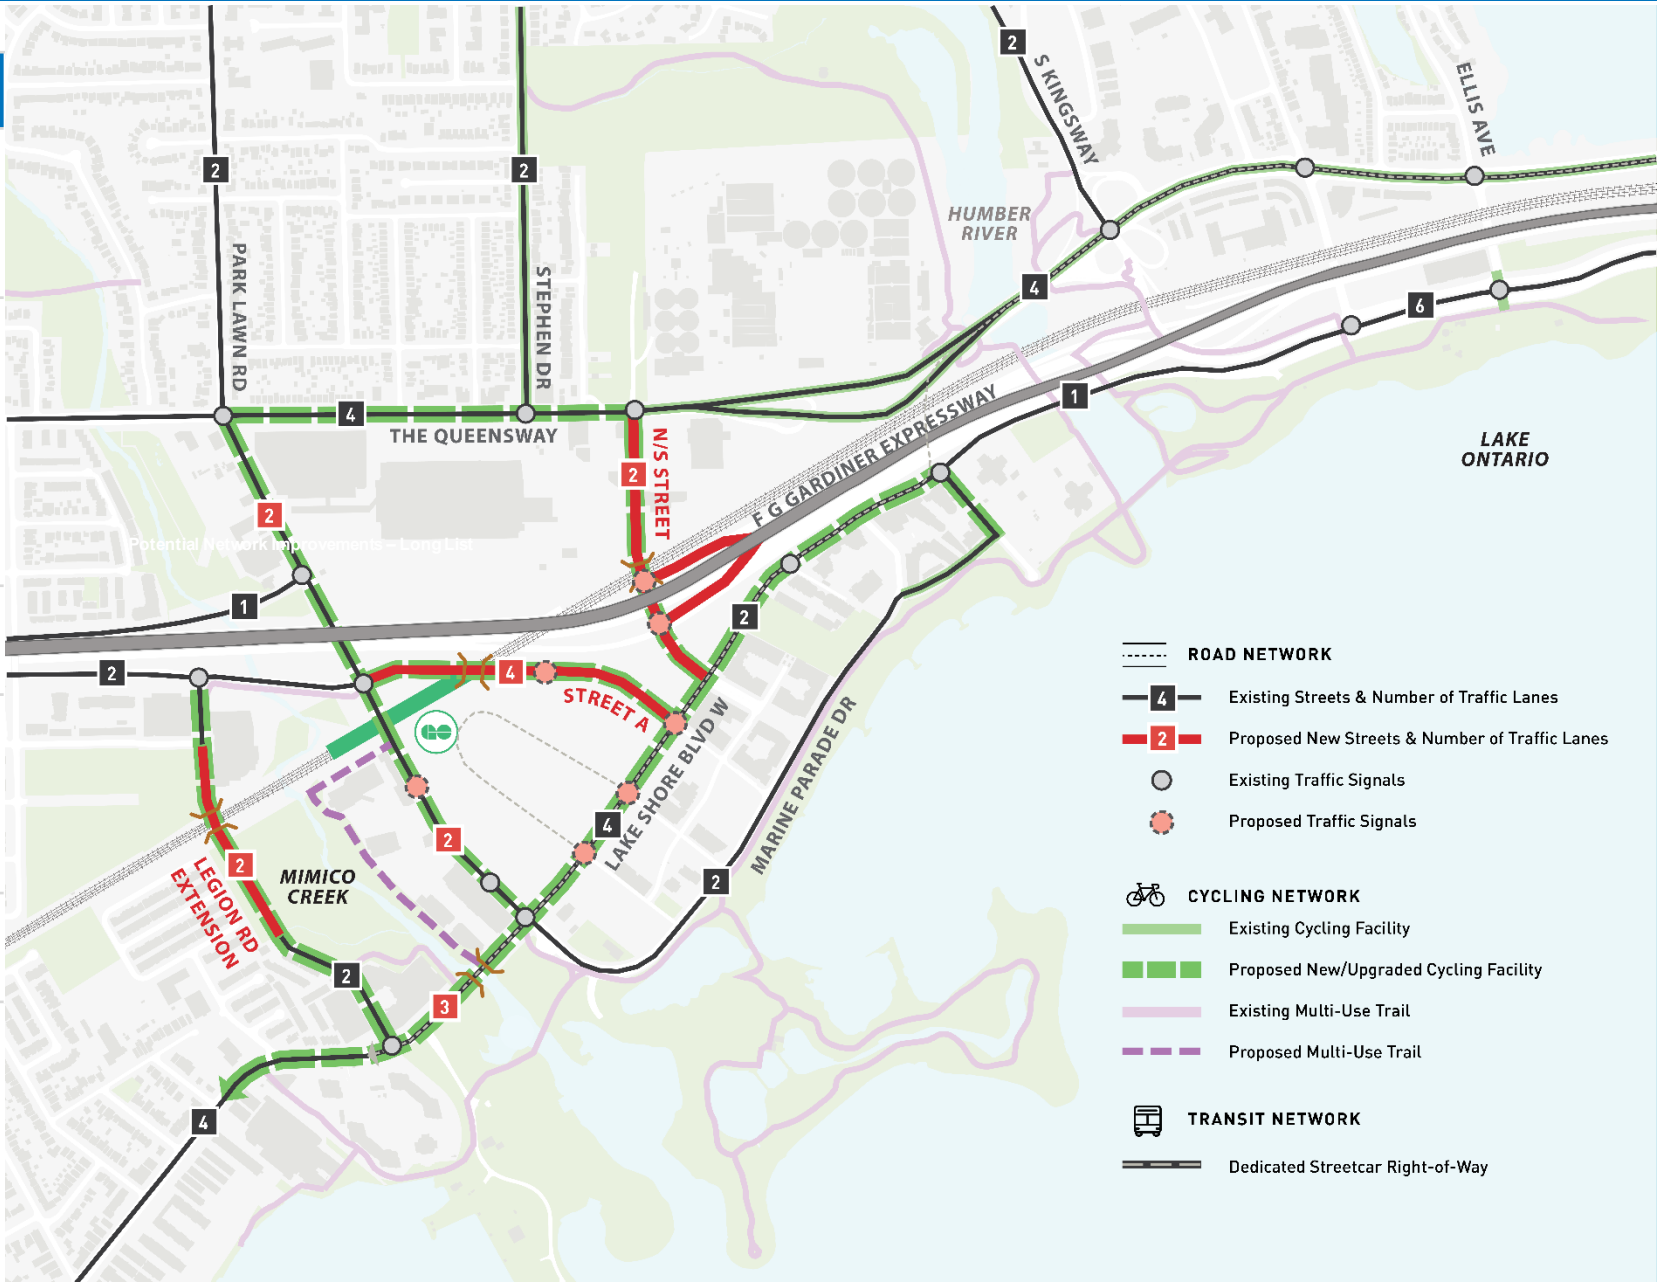 2
S KINGSWAY
ELLIS AVE
2
2
HUMBER
RIVER
PARK LAWN RD
STEPHEN DR
4
6
4
THE QUEENSWAY
1
F G GARDINER EXPRESSWAY
N/S STREET
2
LAKE
ONTARIO
2
Potential Network Improvements – Long List
1
2
2
4
STREET A
LAKE SHORE BLVD W
MARINE PARADE DR
4
2
2
LEGION RD
EXTENSION
MIMICO
CREEK
2
2
3
4
ROAD NETWORK
4 Existing Streets & Number of Traffic Lanes
2 Proposed New Streets & Number of Traffic Lanes
Existing Traffic Signals
Proposed Traffic Signals
CYCLING NETWORK
Existing Cycling Facility
Proposed New/Upgraded Cycling Facility
Existing Multi-Use Trail
Proposed Multi-Use Trail
TRANSIT NETWORK
Dedicated Streetcar Right-of-Way